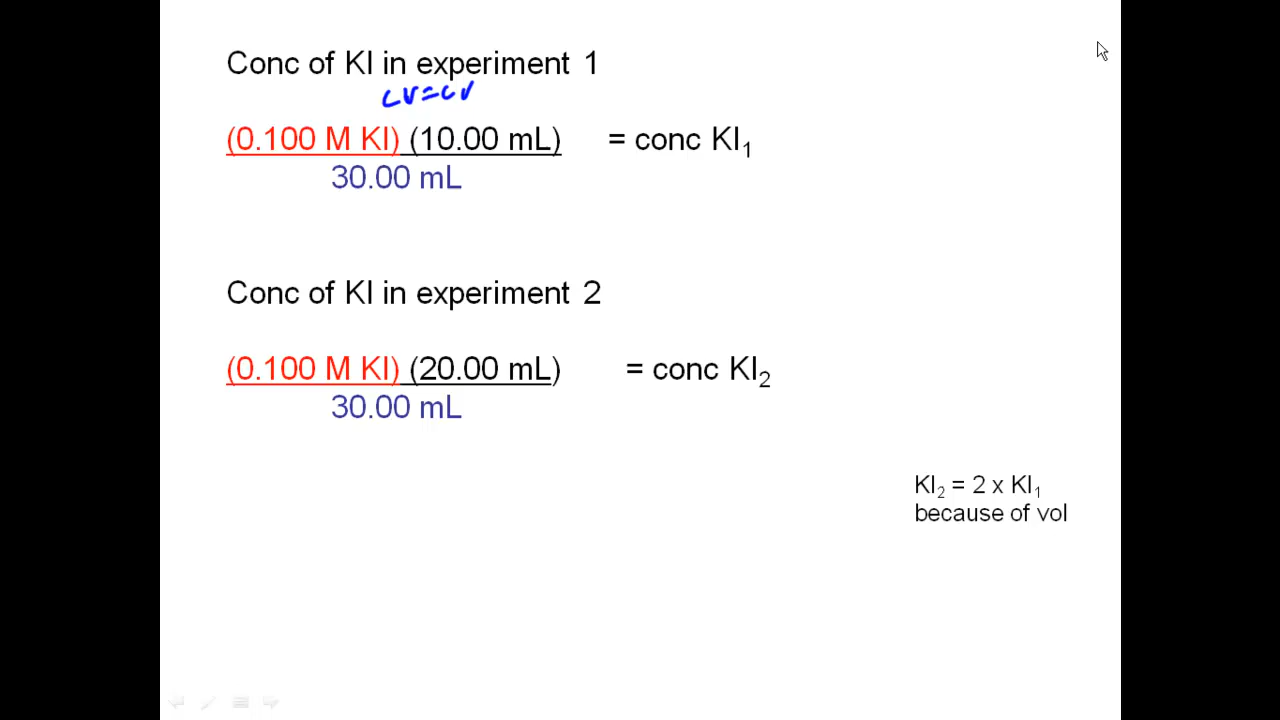 Conc of KI in experiment 1
CV=CV
(0.100 M KI) (10.00 mL) = conc KI₁
30.00 mL
Conc of KI in experiment 2
(0.100 M KI) (20.00 mL) = conc KI₂
30.00 mL
KI₂ = 2 x KI₁
because of vol